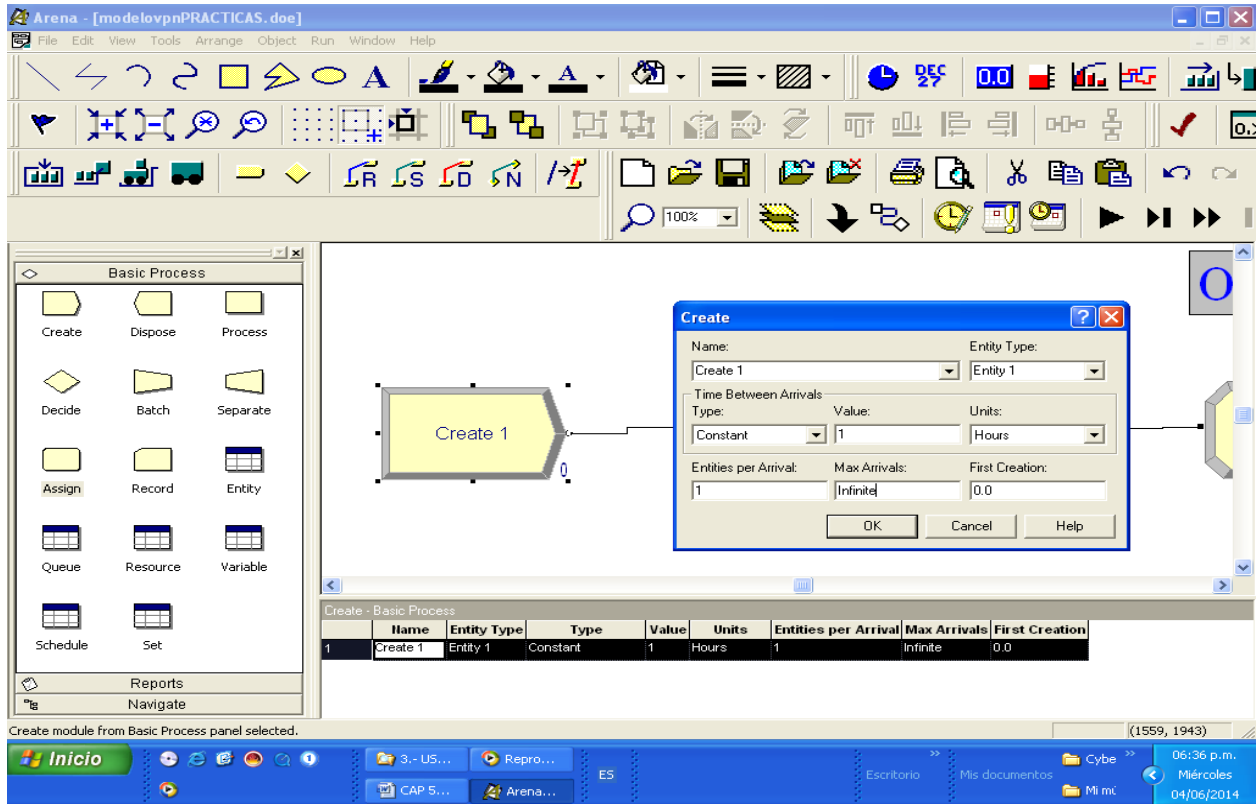 Arena - [modelovpnPRACTICAS.doe]
File Edit View Tools Arrange Object Run Window Help
A A DEC 27 0.0
R S D N
100%
Basic Process
Create Dispose Process
Decide Batch Separate
Assign Record Entity
Queue Resource Variable
Schedule Set
Reports
Navigate
Create 1
0
O
Create
Name: Entity Type:
Create 1 Entity 1
Time Between Arrivals
Type: Value: Units:
Constant 1 Hours
Entities per Arrival: Max Arrivals: First Creation:
1 Infinite 0.0
OK Cancel Help
Create - Basic Process
Name Entity Type Type Value Units Entities per Arrival Max Arrivals First Creation
1 Create 1 Entity 1 Constant 1 Hours 1 Infinite 0.0
Create module from Basic Process panel selected. (1559, 1943)
Inicio 3.- US... Repro... ES Escritorio Mis documentos Cybe 06:36 p.m.
CAP 5... Arena... Mi mú Miércoles
04/06/2014